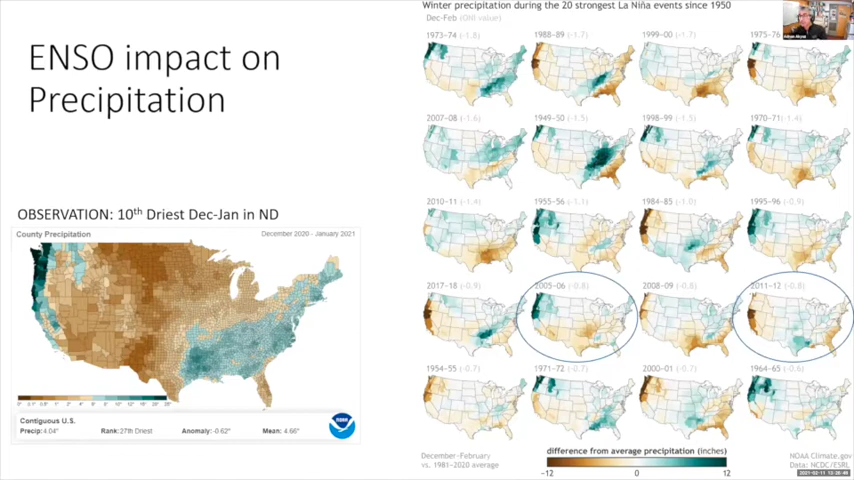 ENSO impact on
Precipitation
OBSERVATION: 10th Driest Dec-Jan in ND
County Precipitation
December 2020 - January 2021
Contiguous U.S.
Precip:4.04"
Rank:27th Driest
Anomaly: -0.62"
Mean: 4.66"
Winter precipitation during the 20 strongest La Niña events since 1950
Dec-Feb (ONI value)
1973-74 (-1.8)
1988-89 (-1.7)
1999-00 (-1.7)
1975-76
2007-08 (-1.6)
1949-50 (-1.5)
1998-99 (-1.5)
1970-71 (-1.4)
2010-11 (-1.4)
1955-56 (-1.1)
1984-85 (-1.0)
1995-96 (-0.9)
2017-18 (-0.9)
2005-06 (-0.8)
2008-09 (-0.8)
2011-12 (-0.8)
1954-55 (-0.7)
1971-72 (-0.7)
2000-01 (-0.7)
1964-65 (-0.6)
December-February
vs. 1981-2020 average
difference from average precipitation (inches)
-12
0
12
NOAA Climate.gov
Data: NCDC/ESRL